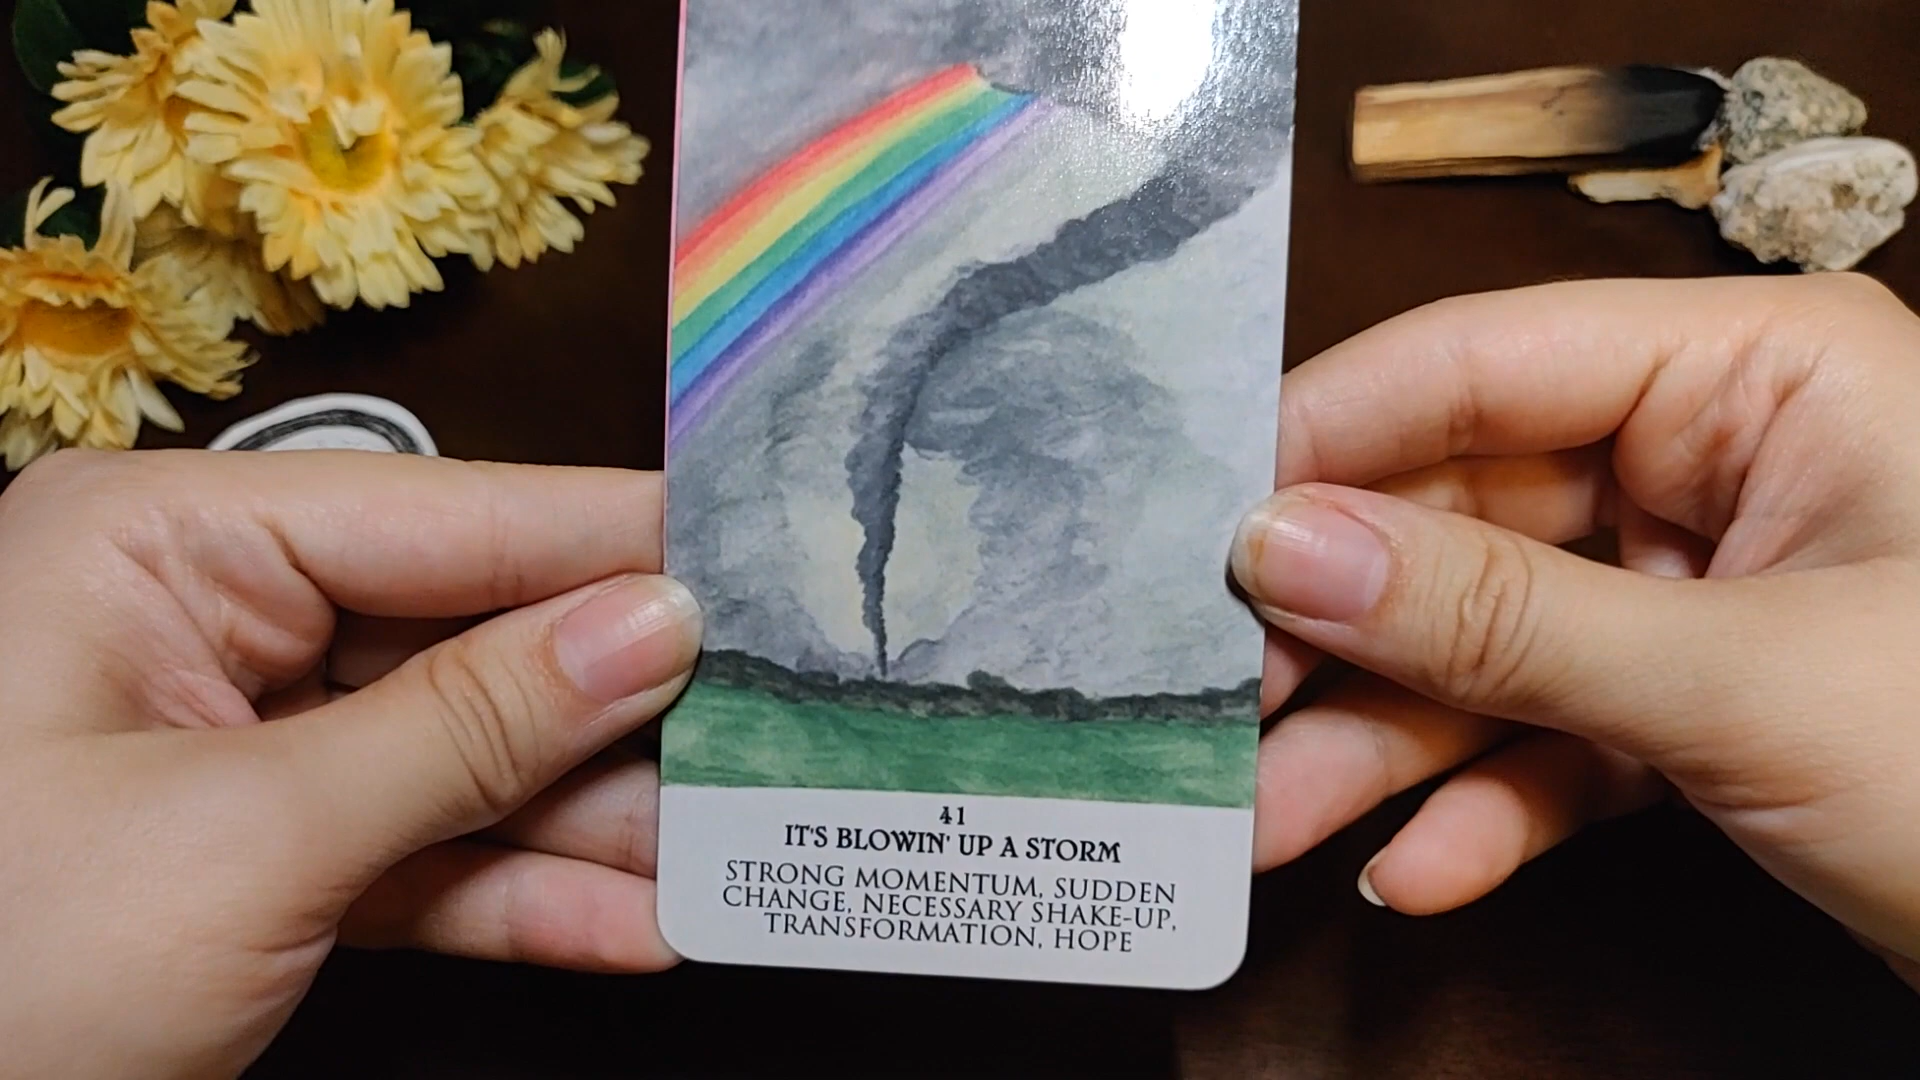 41
IT'S BLOWIN' UP A STORM
STRONG MOMENTUM, SUDDEN
CHANGE, NECESSARY SHAKE-UP,
TRANSFORMATION, HOPE